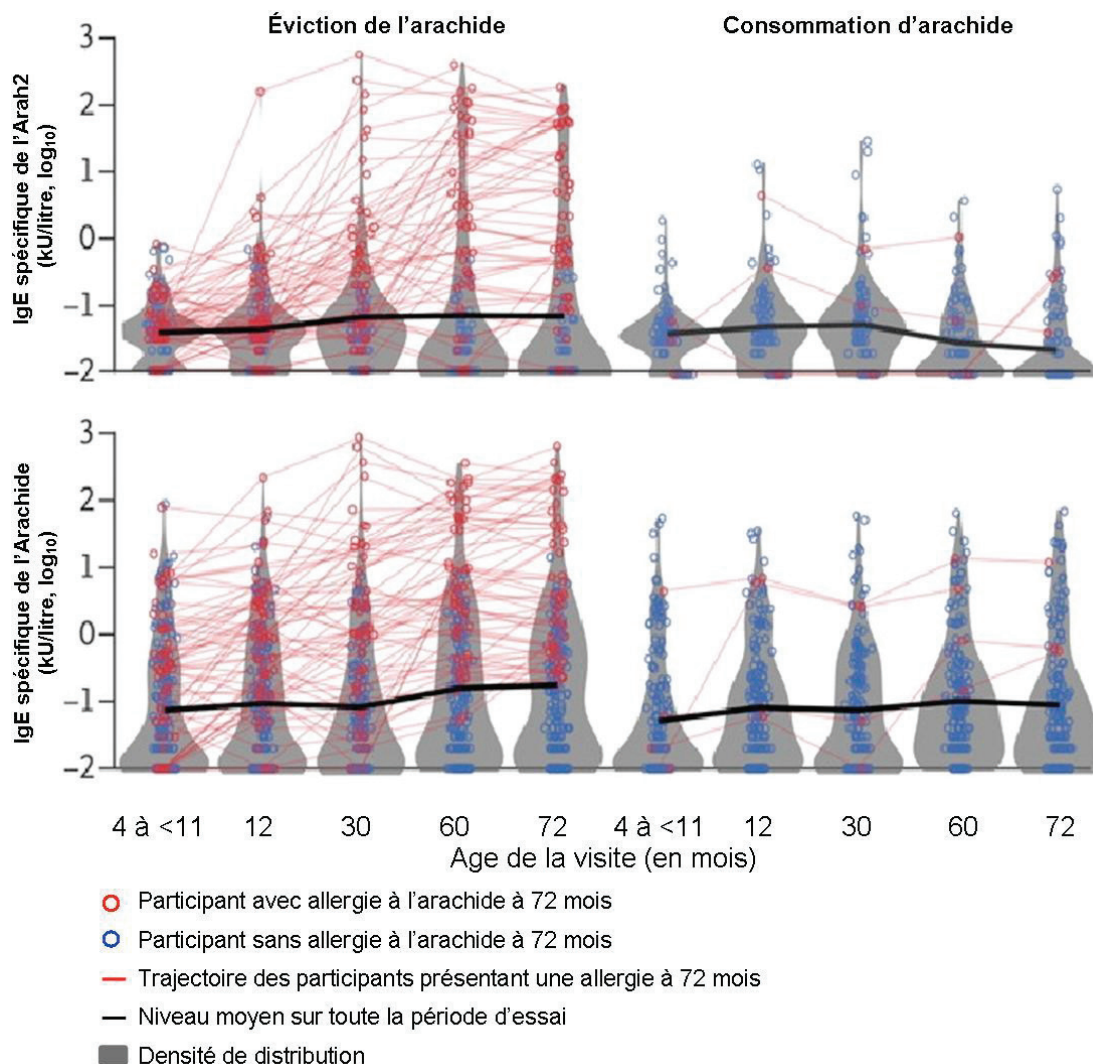 Éviction de l'arachide
Consommation d'arachide
IgE spécifique de l'Arah2
(kU/litre, log₁₀)
3
2
1
0
−1
−2
IgE spécifique de l'Arachide
(kU/litre, log₁₀)
3
2
1
0
−1
−2
4 à <11 12 30 60 72 4 à <11 12 30 60 72
Age de la visite (en mois)
Participant avec allergie à l'arachide à 72 mois
Participant sans allergie à l'arachide à 72 mois
Trajectoire des participants présentant une allergie à 72 mois
Niveau moyen sur toute la période d'essai
Densité de distribution